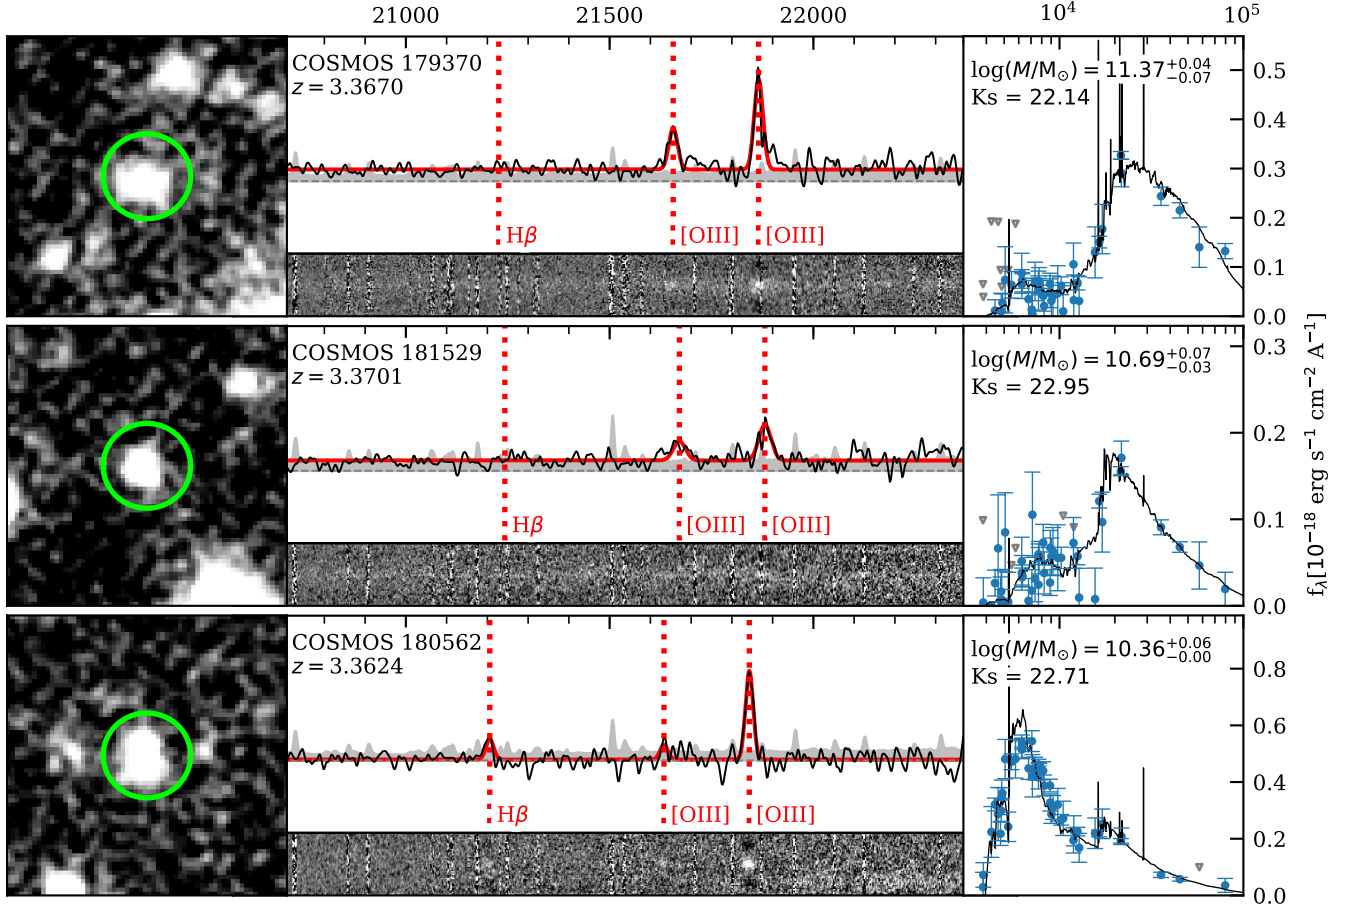 21000 21500 22000 10⁴ 10⁵
COSMOS 179370
z = 3.3670
Hβ [OIII] [OIII]
log(M/M⊙) = 11.37+0.04−0.07
Ks = 22.14
0.5
0.4
0.3
0.2
0.1
0.0
COSMOS 181529
z = 3.3701
Hβ [OIII] [OIII]
log(M/M⊙) = 10.69+0.07−0.03
Ks = 22.95
0.3
0.2
0.1
0.0
COSMOS 180562
z = 3.3624
Hβ [OIII] [OIII]
log(M/M⊙) = 10.36+0.06−0.00
Ks = 22.71
0.8
0.6
0.4
0.2
0.0
fλ[10⁻¹⁸ erg s⁻¹ cm⁻² A⁻¹]